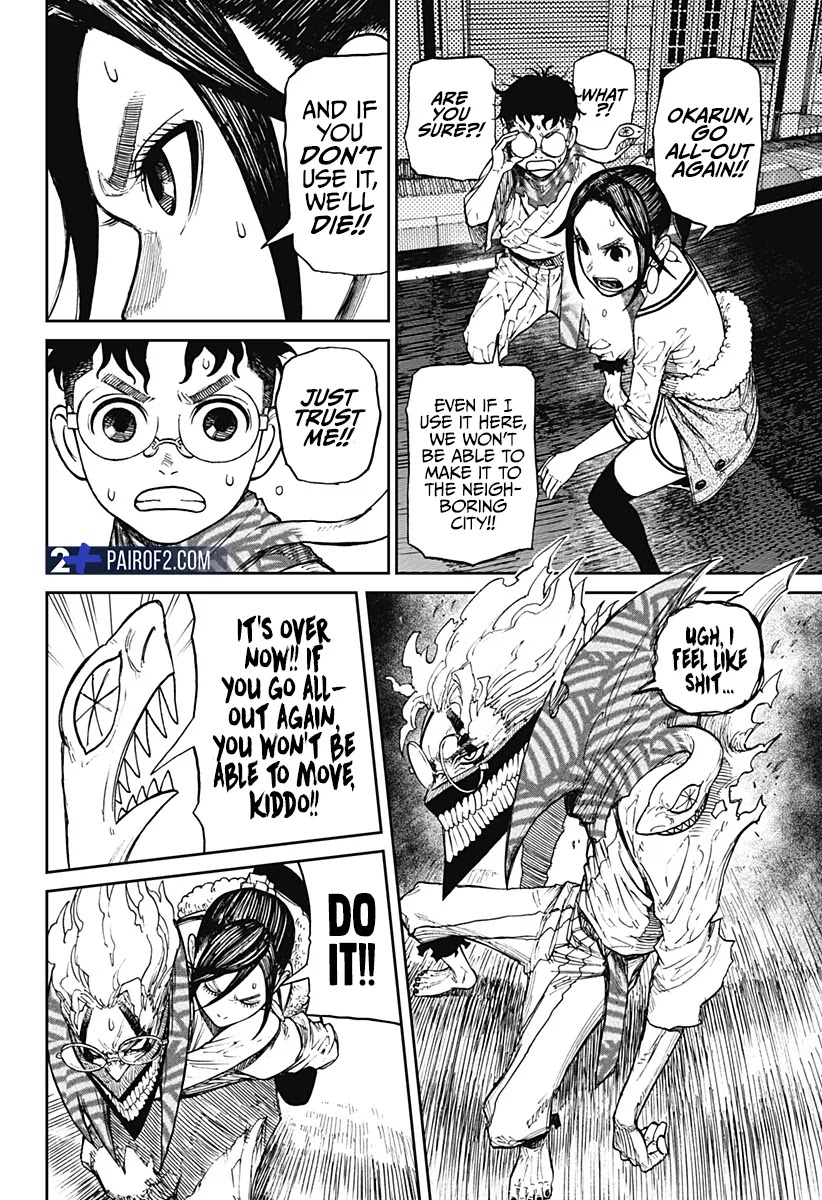 OKARUN,
GO
ALL-OUT
AGAIN!!
WHAT
?!
ARE
YOU
SURE?!
EVEN IF I
USE IT HERE,
WE WON'T
BE ABLE TO
MAKE IT TO
THE NEIGH-
BORING
CITY!!
AND IF
YOU
DON'T
USE IT,
WE'LL
DIE!!
JUST
TRUST
ME!!
2+ PAIROF2.COM
UGH, I
FEEL LIKE
SHIT...
IT'S OVER
NOW!! IF
YOU GO ALL-
OUT AGAIN,
YOU WON'T BE
ABLE TO MOVE,
KIDDO!!
DO
IT!!